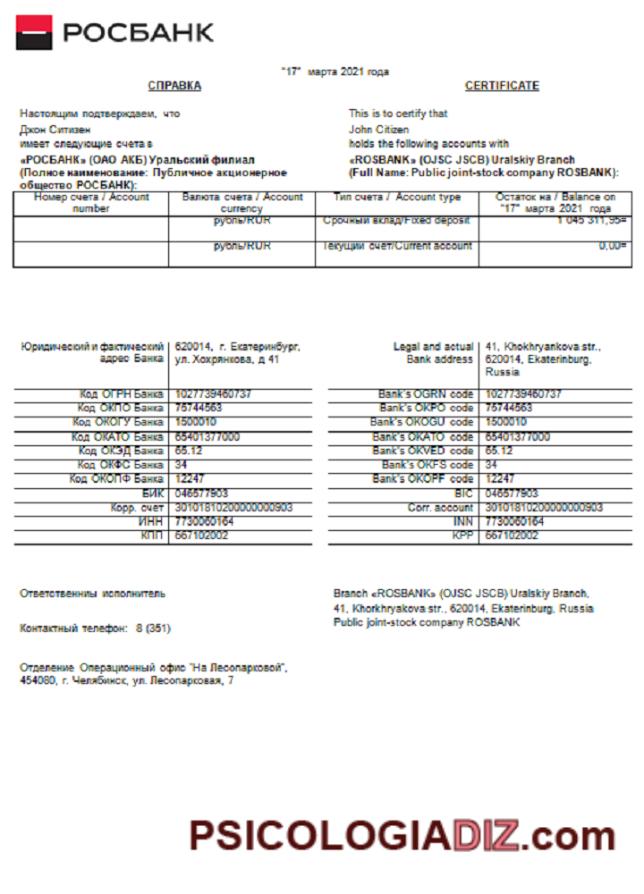 РОСБАНК
"17" марта 2021 года
СПРАВКА
CERTIFICATE
Настоящим подтверждаем, что
Джон Ситизен
имеет следующие счета в
«РОСБАНК» (ОАО АКБ) Уральский филиал
(Полное наименование: Публичное акционерное
общество РОСБАНК):
This is to certify that
John Citizen
holds the following accounts with
«ROSBANK» (OJSC JSCB) Uralskiy Branch
(Full Name: Public joint-stock company ROSBANK):
Номер счета / Account
number
Валюта счета / Account
currency
Тип счета / Account type
Остаток на / Balance on
"17" марта 2021 года
рубль/RUR
Срочный вклад/Fixed deposit
1 045 311,95=
рубль/RUR
Текущий счет/Current account
0,00=
Юридический и фактический
адрес Банка
620014, г. Екатеринбург,
ул. Хохрянкова, д 41
Код ОГРН Банка 1027739460737
Код ОКПО Банка 75744563
Код ОКОГУ Банка 1500010
Код ОКАТО Банка 65401377000
Код ОКЭД Банка 65.12
Код ОКФС Банка 34
Код ОКОПФ Банка 12247
БИК 046577903
Корр. счет 30101810200000000903
ИНН 7730060164
КПП 667102002
Legal and actual
Bank address
41, Khokhryankova str.,
620014, Ekaterinburg,
Russia
Bank's OGRN code 1027739460737
Bank's OKPO code 75744563
Bank's OKOGU code 1500010
Bank's OKATO code 65401377000
Bank's OKVED code 65.12
Bank's OKFS code 34
Bank's OKOPF code 12247
BIC 046577903
Corr. account 30101810200000000903
INN 7730060164
KPP 667102002
Ответственны исполнитель
Контактный телефон: 8 (351)
Отделение Операционный офис "На Лесопарковой",
454080, г. Челябинск, ул. Лесопарковая, 7
Branch «ROSBANK» (OJSC JSCB) Uralskiy Branch,
41, Khorkhryakova str., 620014, Ekaterinburg, Russia
Public joint-stock company ROSBANK
PSICOLOGIADIZ.com